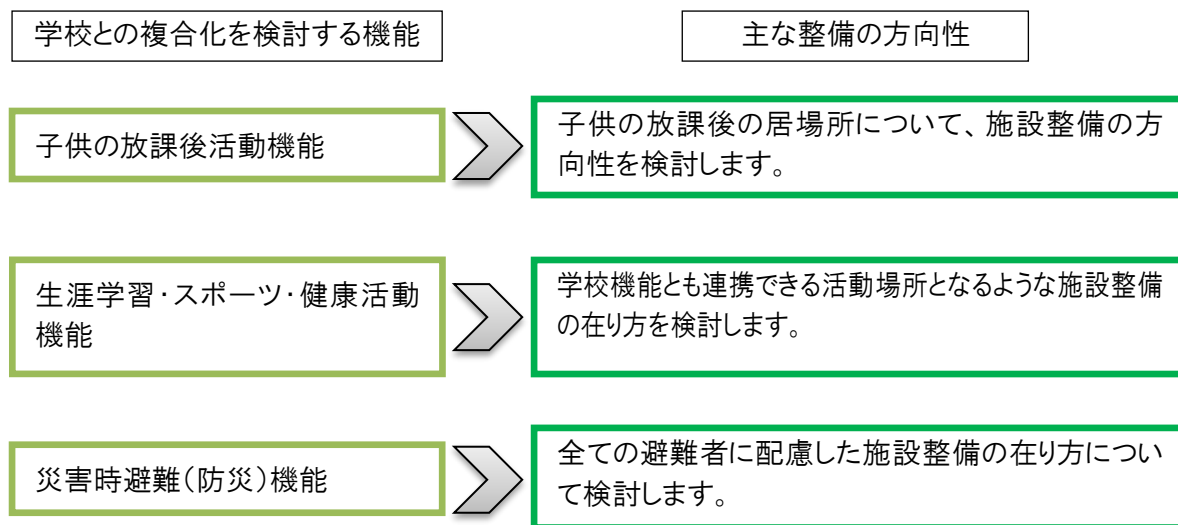 学校との複合化を検討する機能
主な整備の方向性
子供の放課後活動機能
子供の放課後の居場所について、施設整備の方
向性を検討します。
生涯学習・スポーツ・健康活動
機能
学校機能とも連携できる活動場所となるような施設整備
の在り方を検討します。
災害時避難(防災)機能
全ての避難者に配慮した施設整備の在り方につい
て検討します。